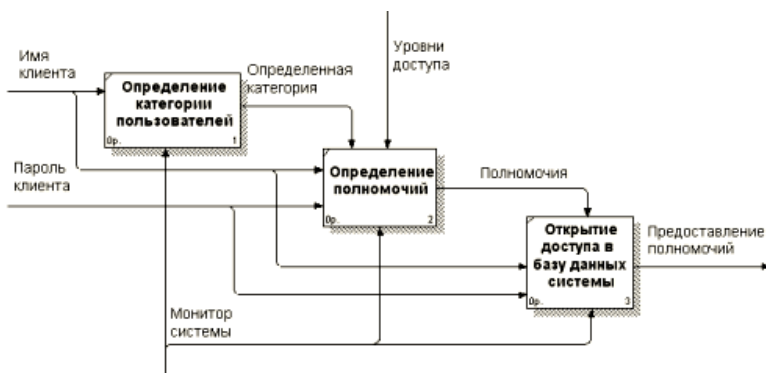 Имя
клиента
Определение
категории
пользователей
0р.
1
Определенная
категория
Уровни
доступа
Пароль
клиента
Определение
полномочий
0р.
2
Полномочия
Открытие
доступа в
базу данных
системы
0р.
3
Предоставление
полномочий
Монитор
системы